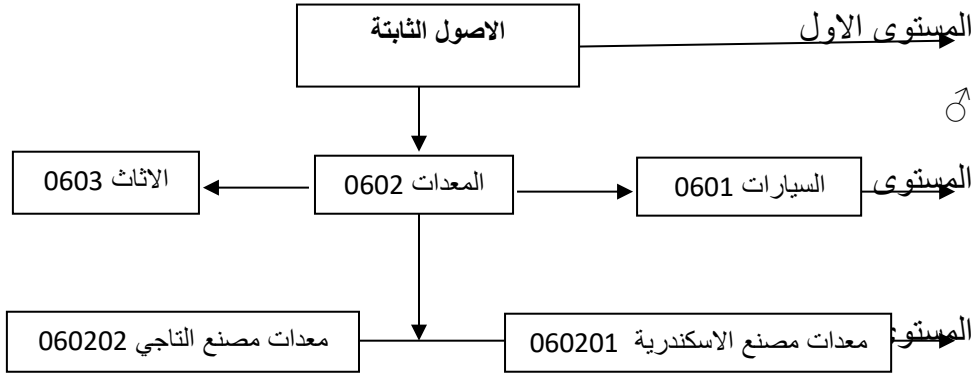 المستوى الاول
الاصول الثابتة
♂
المستوى
السيارات 0601
المعدات 0602
الاثاث 0603
المستوى
معدات مصنع الاسكندرية 060201
معدات مصنع التاجي 060202